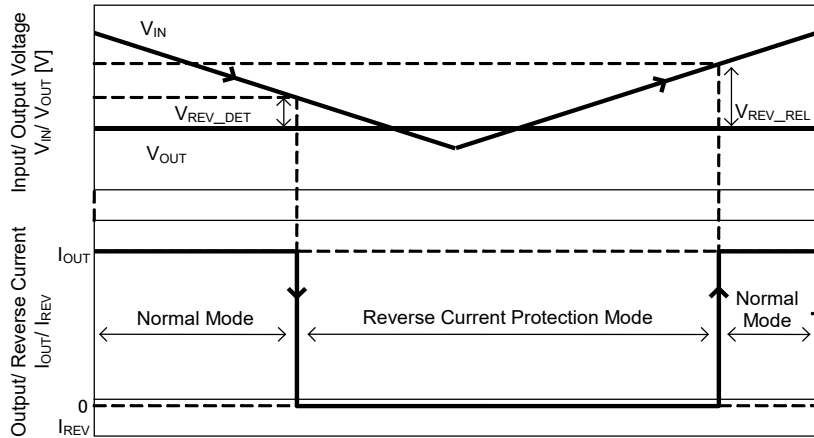 Input/ Output Voltage
VIN/ VOUT [V]
VIN
VREV_DET
VREV_REL
VOUT
Output/ Reverse Current
IOUT/ IREV
IOUT
Normal Mode
Reverse Current Protection Mode
Normal
Mode
0
IREV